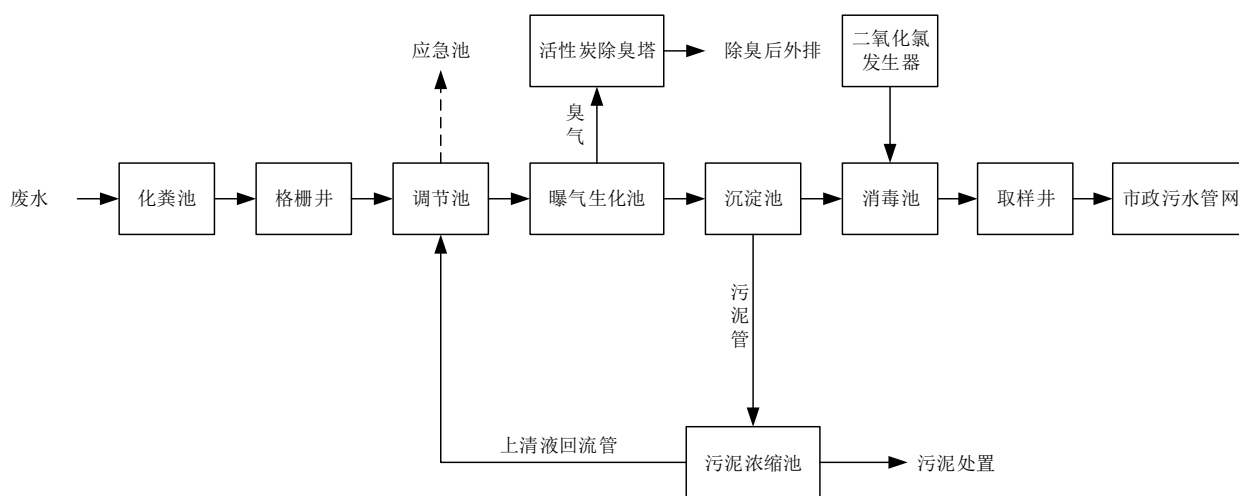 应急池
活性炭除臭塔
除臭后外排
二氧化氯
发生器
臭
气
废水
化粪池
格栅井
调节池
曝气生化池
沉淀池
消毒池
取样井
市政污水管网
污
泥
管
上清液回流管
污泥浓缩池
污泥处置